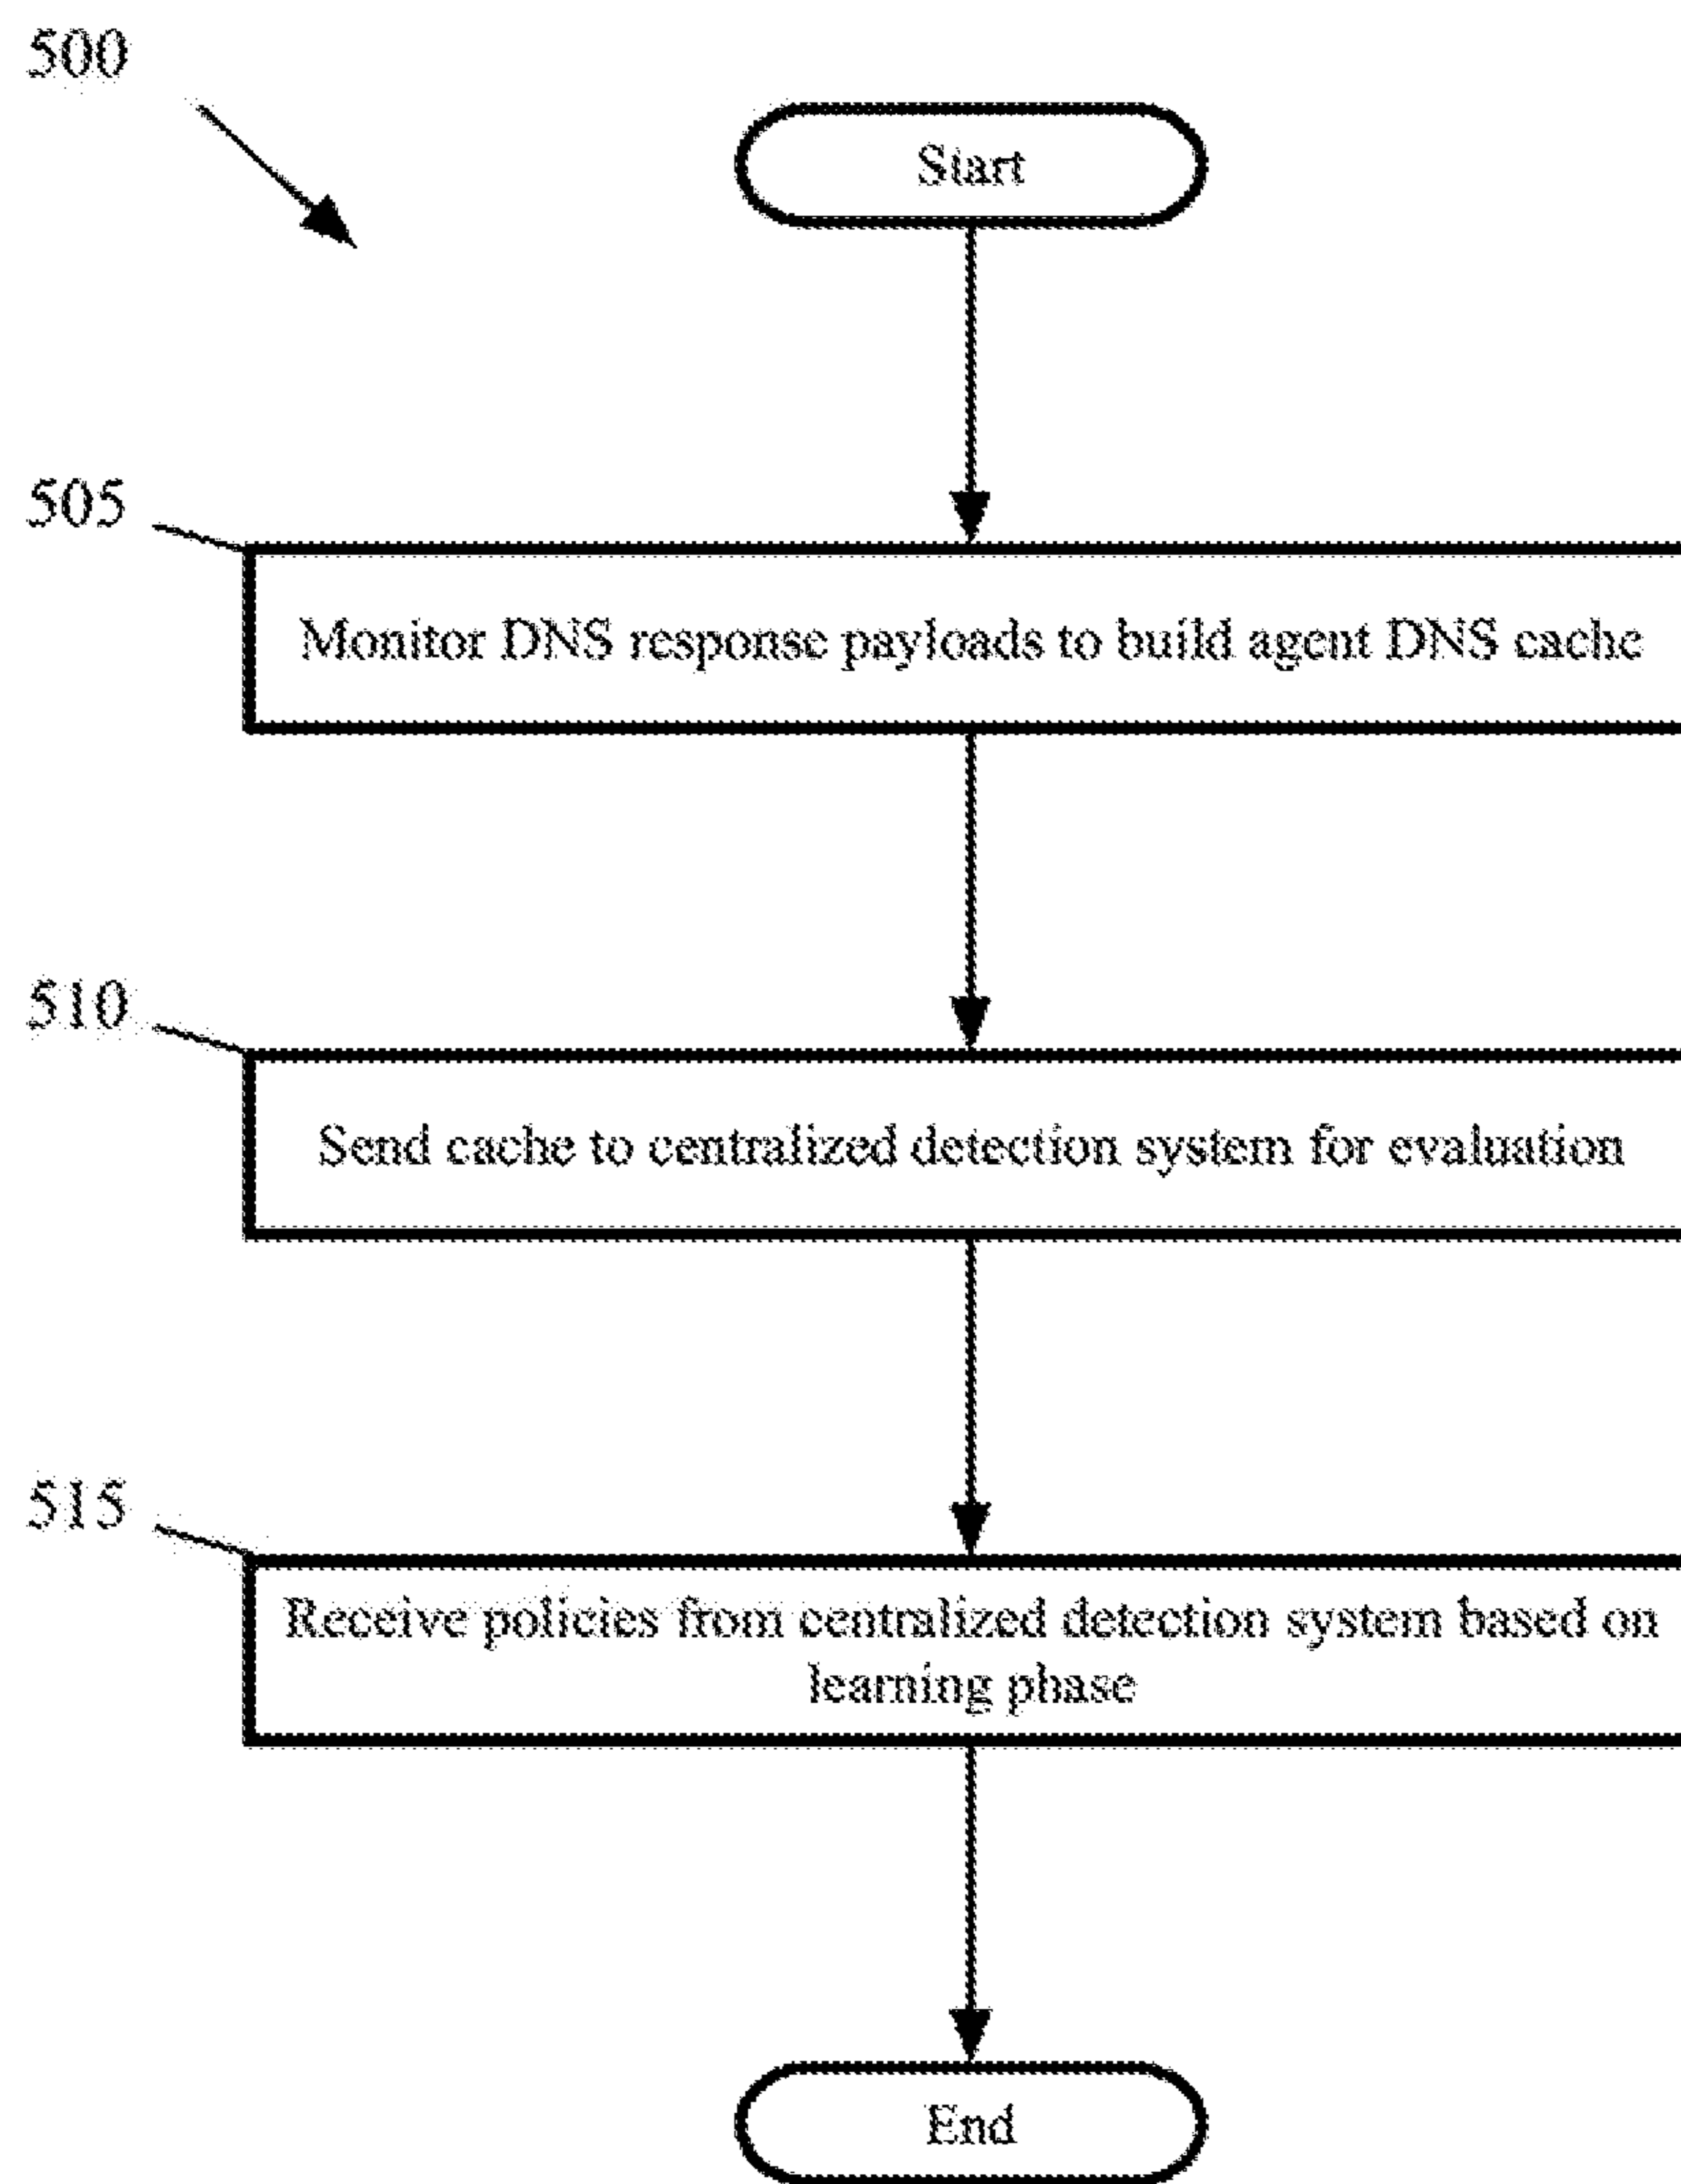 500
Start
505
Monitor DNS response payloads to build agent DNS cache
510
Send cache to centralized detection system for evaluation
515
Receive policies from centralized detection system based on
learning phase
End